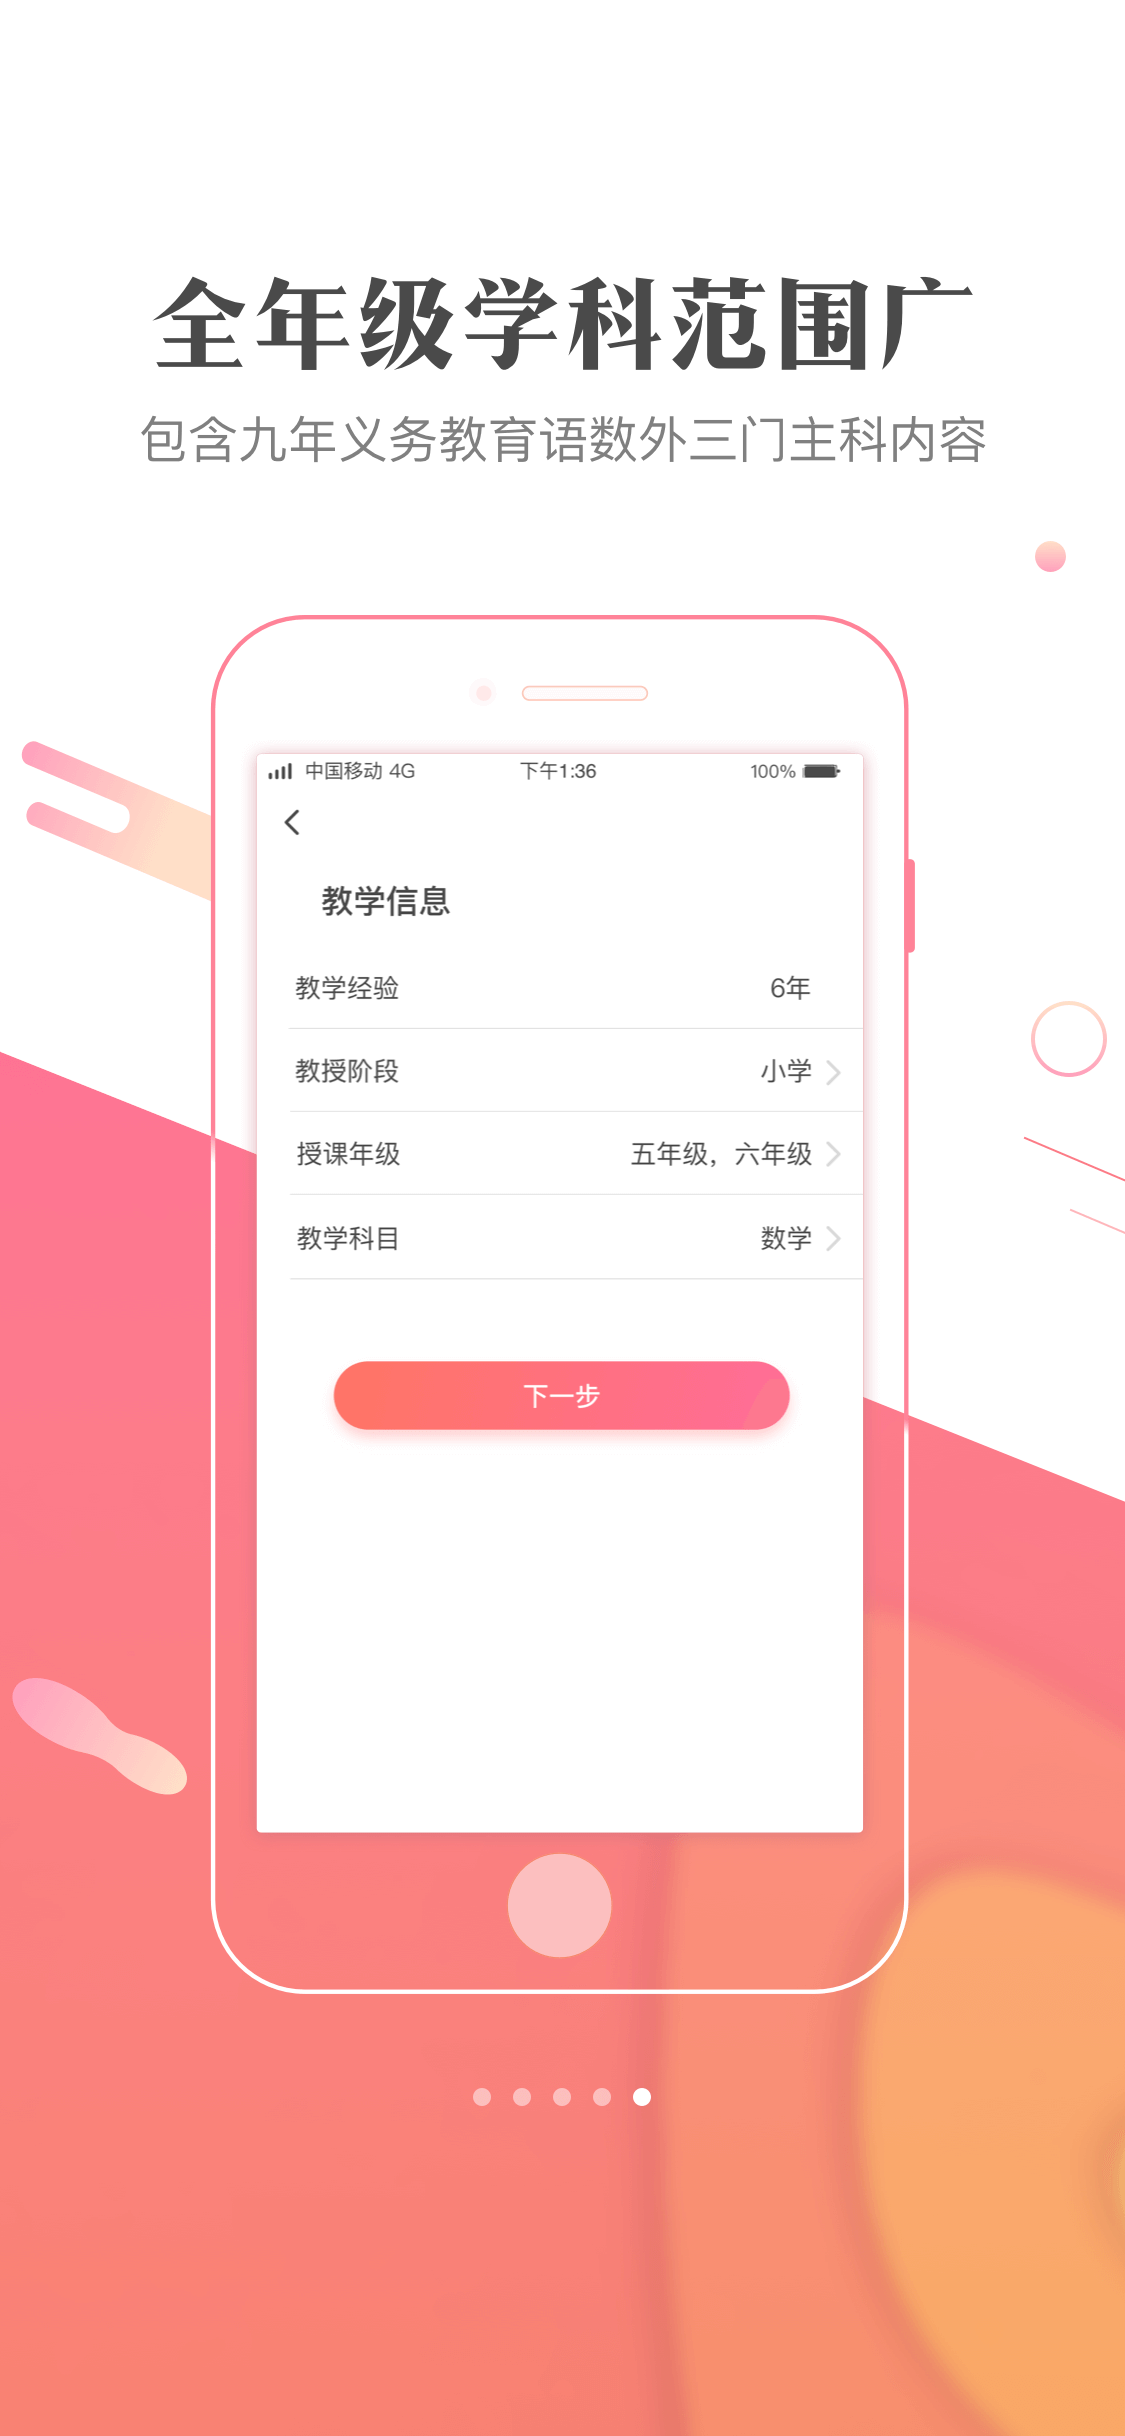 全年级学科范围广
包含九年义务教育语数外三门主科内容
中国移动 4G 下午1:36 100%
教学信息
教学经验 6年
教授阶段 小学
授课年级 五年级，六年级
教学科目 数学
下一步